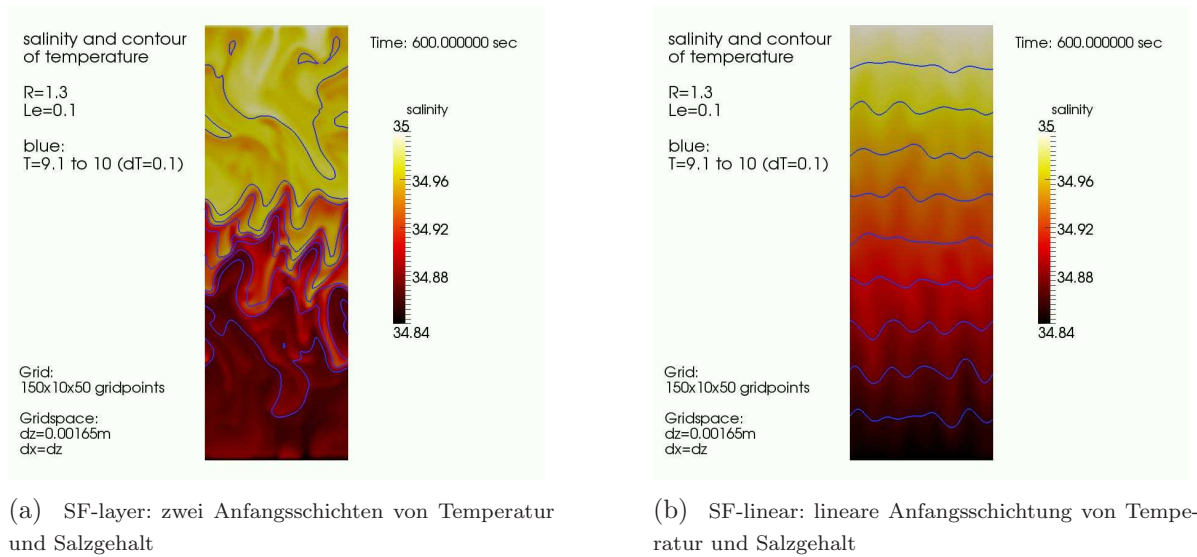 salinity and contour
of temperature
R=1.3
Le=0.1
blue:
T=9.1 to 10 (dT=0.1)
Grid:
150x10x50 gridpoints
Gridspace:
dz=0.00165m
dx=dz
Time: 600.000000 sec
salinity
35
34.96
34.92
34.88
34.84
(a) SF-layer: zwei Anfangsschichten von Temperatur
und Salzgehalt
salinity and contour
of temperature
R=1.3
Le=0.1
blue:
T=9.1 to 10 (dT=0.1)
Grid:
150x10x50 gridpoints
Gridspace:
dz=0.00165m
dx=dz
Time: 600.000000 sec
salinity
35
34.96
34.92
34.88
34.84
(b) SF-linear: lineare Anfangsschichtung von Tempe-
ratur und Salzgehalt